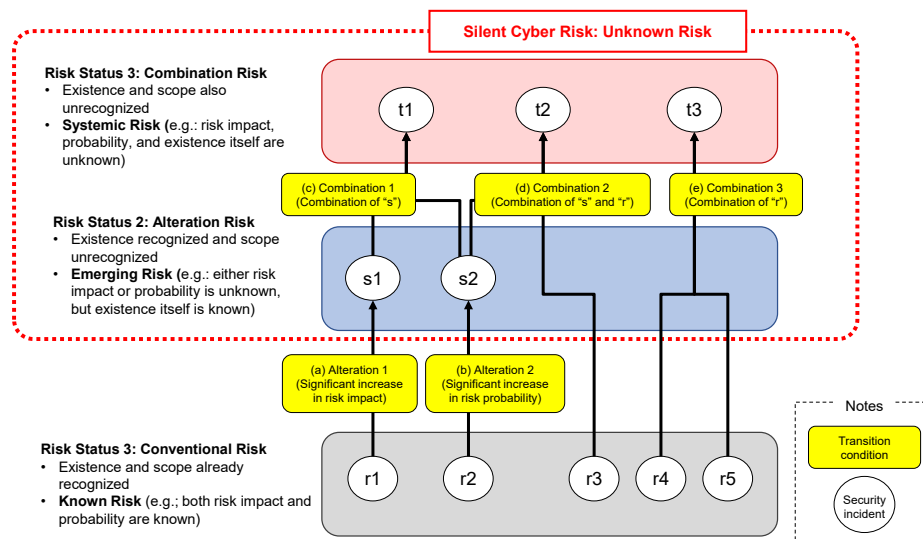 Silent Cyber Risk: Unknown Risk
Risk Status 3: Combination Risk
• Existence and scope also
unrecognized
• Systemic Risk (e.g.: risk impact,
probability, and existence itself are
unknown)
t1
t2
t3
(c) Combination 1
(Combination of “s”)
(d) Combination 2
(Combination of “s” and “r”)
(e) Combination 3
(Combination of “r”)
Risk Status 2: Alteration Risk
• Existence recognized and scope
unrecognized
• Emerging Risk (e.g.: either risk
impact or probability is unknown,
but existence itself is known)
s1
s2
(a) Alteration 1
(Significant increase
in risk impact)
(b) Alteration 2
(Significant increase
in risk probability)
Risk Status 3: Conventional Risk
• Existence and scope already
recognized
• Known Risk (e.g.; both risk impact and
probability are known)
r1
r2
r3
r4
r5
Notes
Transition
condition
Security
incident